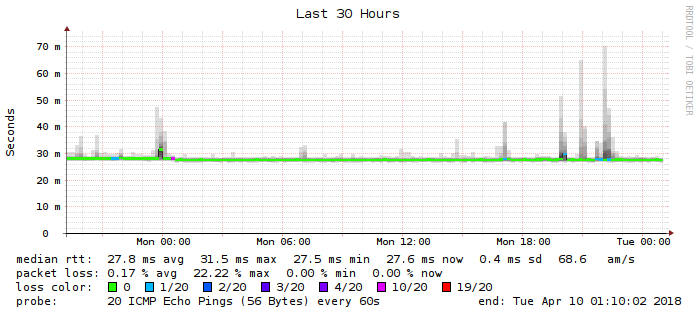 Last 30 Hours
RRDTOOL / TOBI OETIKER
Seconds
70 m
60 m
50 m
40 m
30 m
20 m
10 m
0
Mon 00:00 Mon 06:00 Mon 12:00 Mon 18:00 Tue 00:00
median rtt: 27.8 ms avg 31.5 ms max 27.5 ms min 27.6 ms now 0.4 ms sd 68.6 am/s
packet loss: 0.17 % avg 22.22 % max 0.00 % min 0.00 % now
loss color: 0 1/20 2/20 3/20 4/20 10/20 19/20
probe: 20 ICMP Echo Pings (56 Bytes) every 60s end: Tue Apr 10 01:10:02 2018